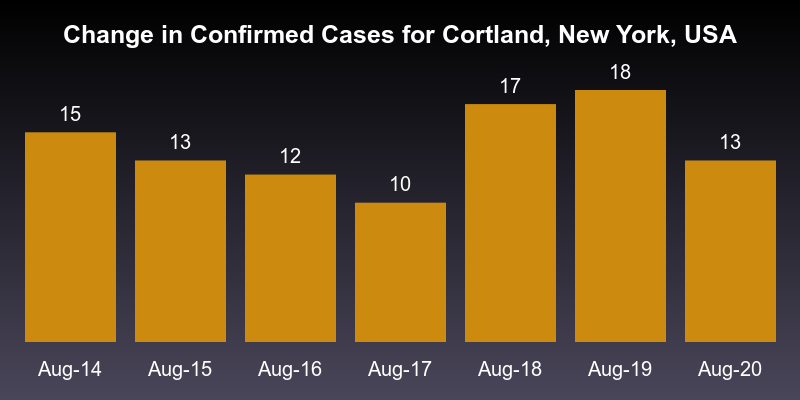 Change in Confirmed Cases for Cortland, New York, USA
15
13
12
10
17
18
13
Aug-14
Aug-15
Aug-16
Aug-17
Aug-18
Aug-19
Aug-20